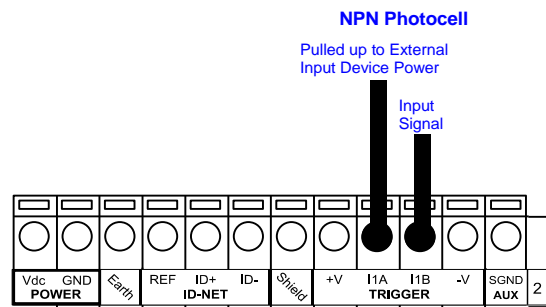 NPN Photocell
Pulled up to External
Input Device Power
Input
Signal
Vdc GND Earth REF ID+ ID- Shield +V I1A I1B -V SGND 2
POWER ID-NET TRIGGER AUX